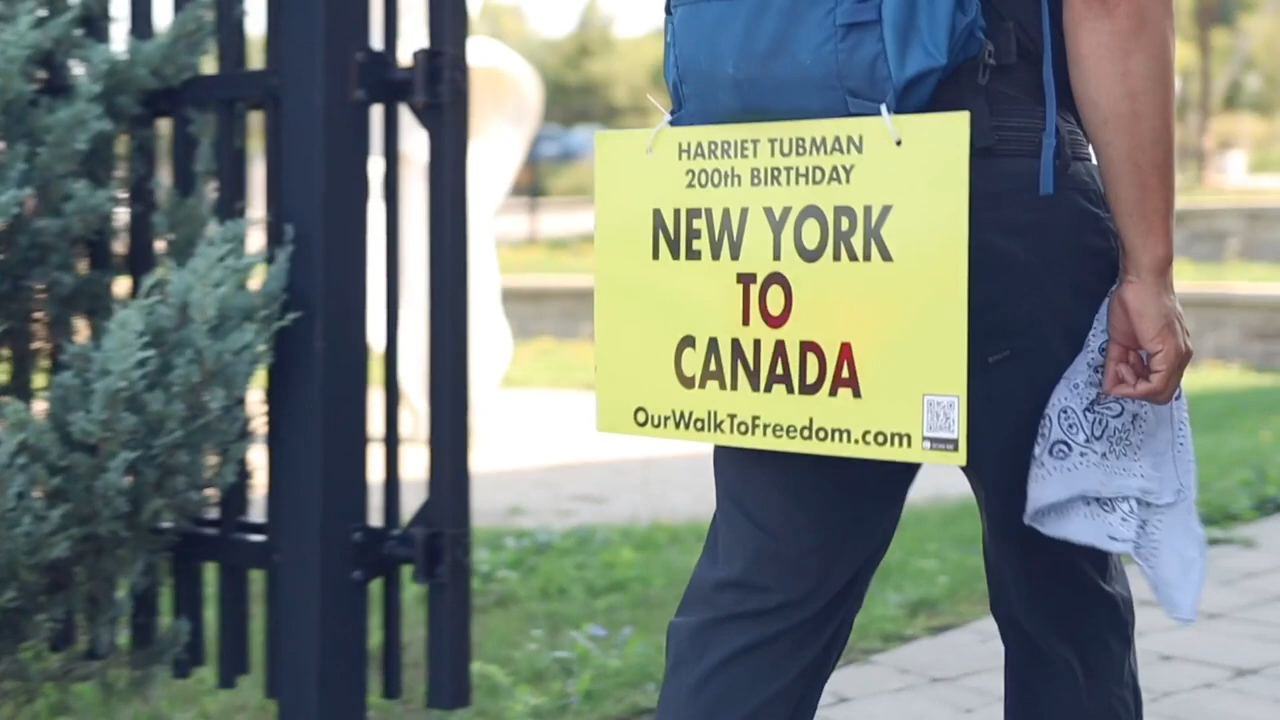 HARRIET TUBMAN
200th BIRTHDAY
NEW YORK
TO
CANADA
OurWalkToFreedom.com